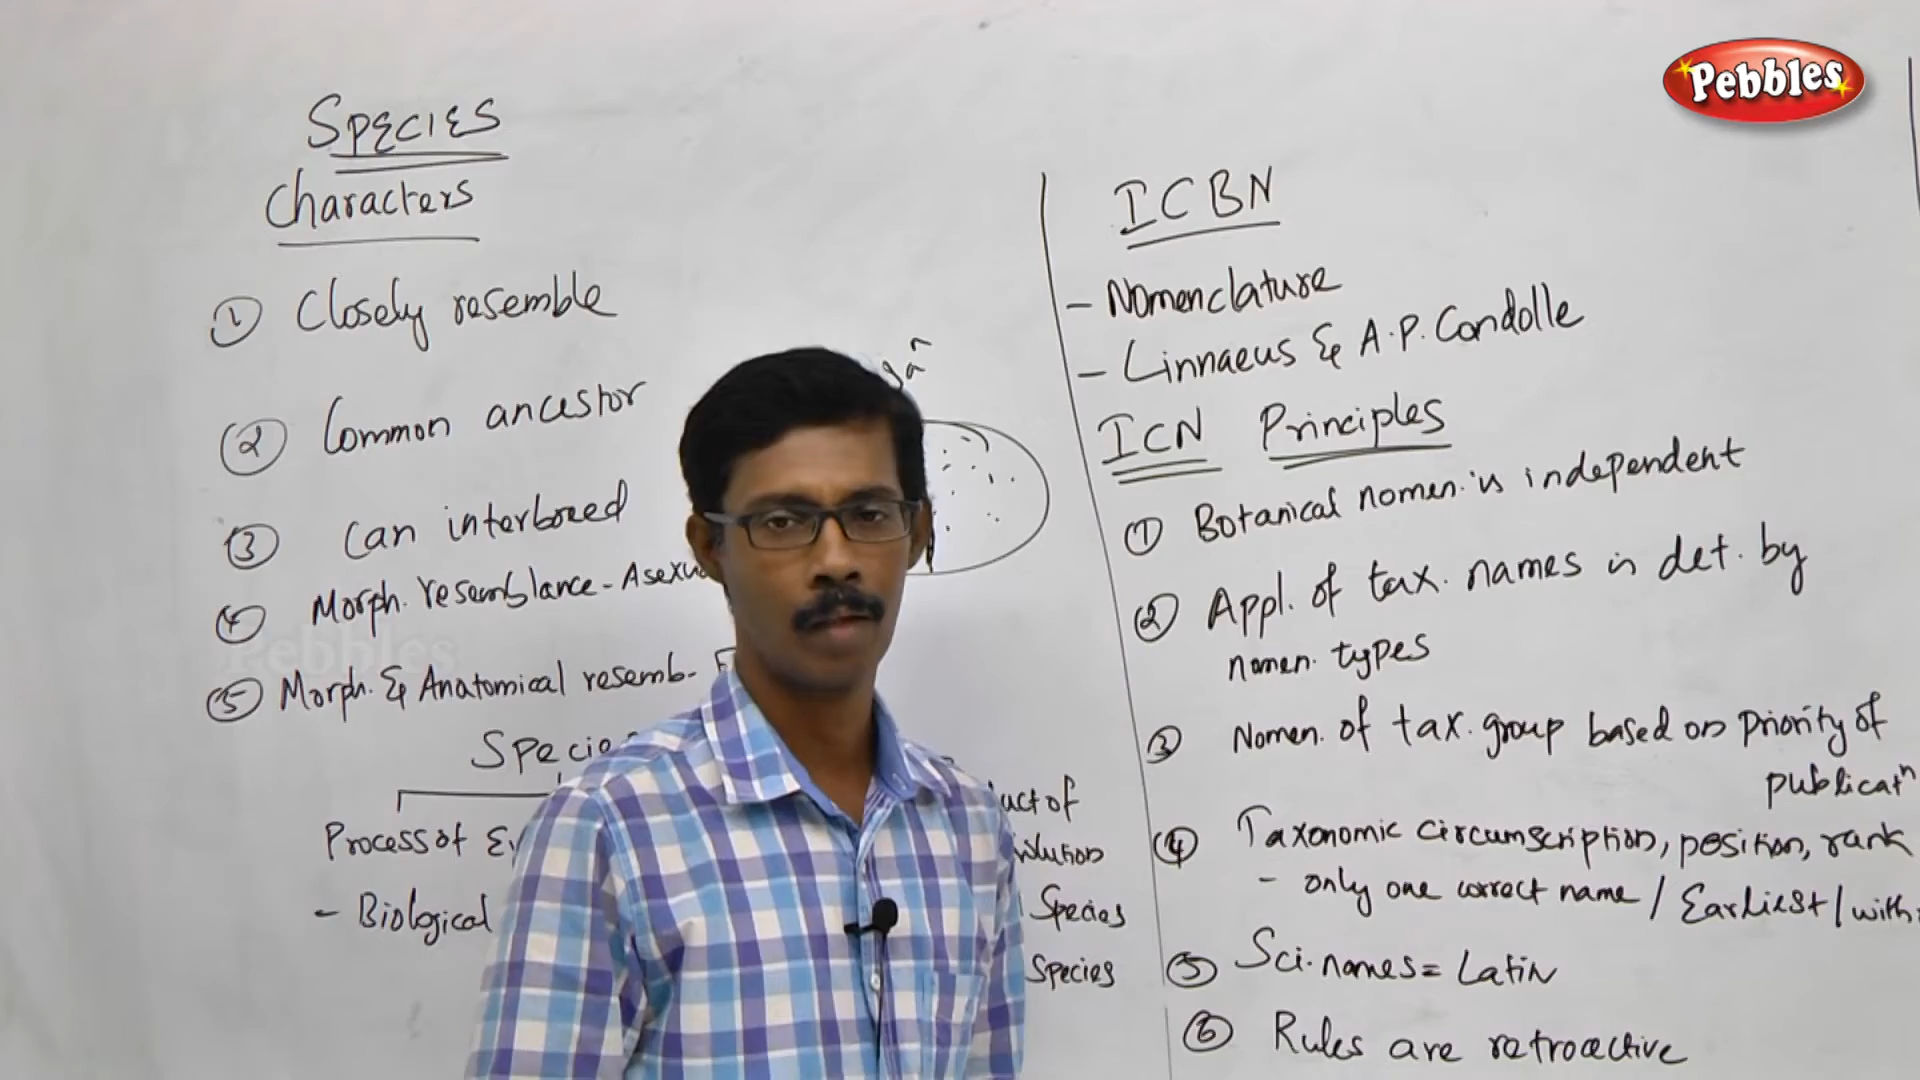 Pebbles
SPECIES
Characters
① Closely resemble
② Common ancestor
③ can interbreed
④ Morph. resemblance - Asexu
⑤ Morph. & Anatomical resemb-
Specie
Process of Ev
- Biological
uct of
olution
Species
Species
Pebbles
ICBN
- Nomenclature
- Linnaeus & A.P. Candolle
ICN Principles
① Botanical nomen. is independent
② Appl. of tax. names is det. by
nomen. types
③ Nomen. of tax. group based on priority of
publicatn
④ Taxonomic circumscription, position, rank
- only one correct name / Earliest / with
⑤ Sci. names = Latin
⑥ Rules are retroactive